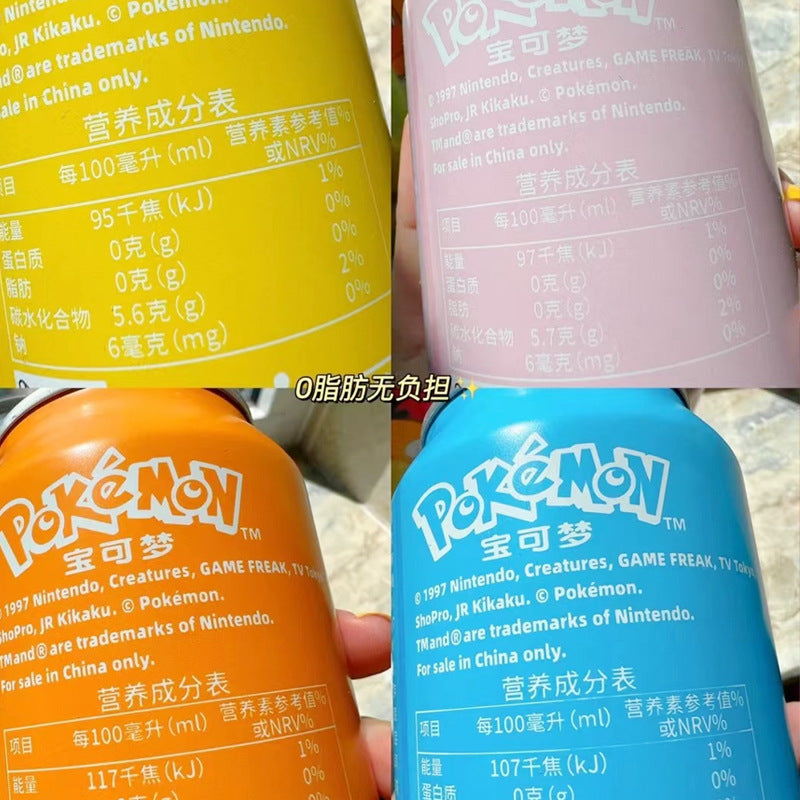 Nintendo
o, JR Kikaku. © Pokémon.
and®are trademarks of Nintendo.
ale in China only.
营养成分表
项目 每100毫升(ml) 营养素参考值%
或NRV%
能量 95千焦(kJ) 1%
蛋白质 0克(g) 0%
脂肪 0克(g) 0%
碳水化合物 5.6克(g) 2%
钠 6毫克(mg) 0%
POKéMON TM
宝可梦
© 1997 Nintendo, Creatures, GAME FREAK, TV Tokyo
ShoPro, JR Kikaku. © Pokémon.
TMand®are trademarks of Nintendo.
For sale in China only.
营养成分表
项目 每100毫升(ml) 营养素参考值%
或NRV%
能量 97千焦(kJ) 1%
蛋白质 0克(g) 0%
脂肪 0克(g)
碳水化合物 5.7克(g) 2%
钠 6毫克(mg) 0%
0脂肪无负担✨
POKéMON TM
宝可梦
© 1997 Nintendo, Creatures, GAME FREAK, TV
ShoPro, JR Kikaku. © Pokémon.
TMand®are trademarks of Nintendo.
For sale in China only.
营养成分表
项目 每100毫升(ml) 营养素参考值%
或NRV%
能量 117千焦(kJ) 1%
0克(g) 0%
POKéMON TM
宝可梦
© 1997 Nintendo, Creatures, GAME FREAK, TV Tokyo
ShoPro, JR Kikaku. © Pokémon.
TMand®are trademarks of Nintendo.
For sale in China only.
营养成分表
项目 每100毫升(ml) 营养素参考值%
或NRV%
能量 107千焦(kJ) 1%
蛋白质 0克(g) 0%